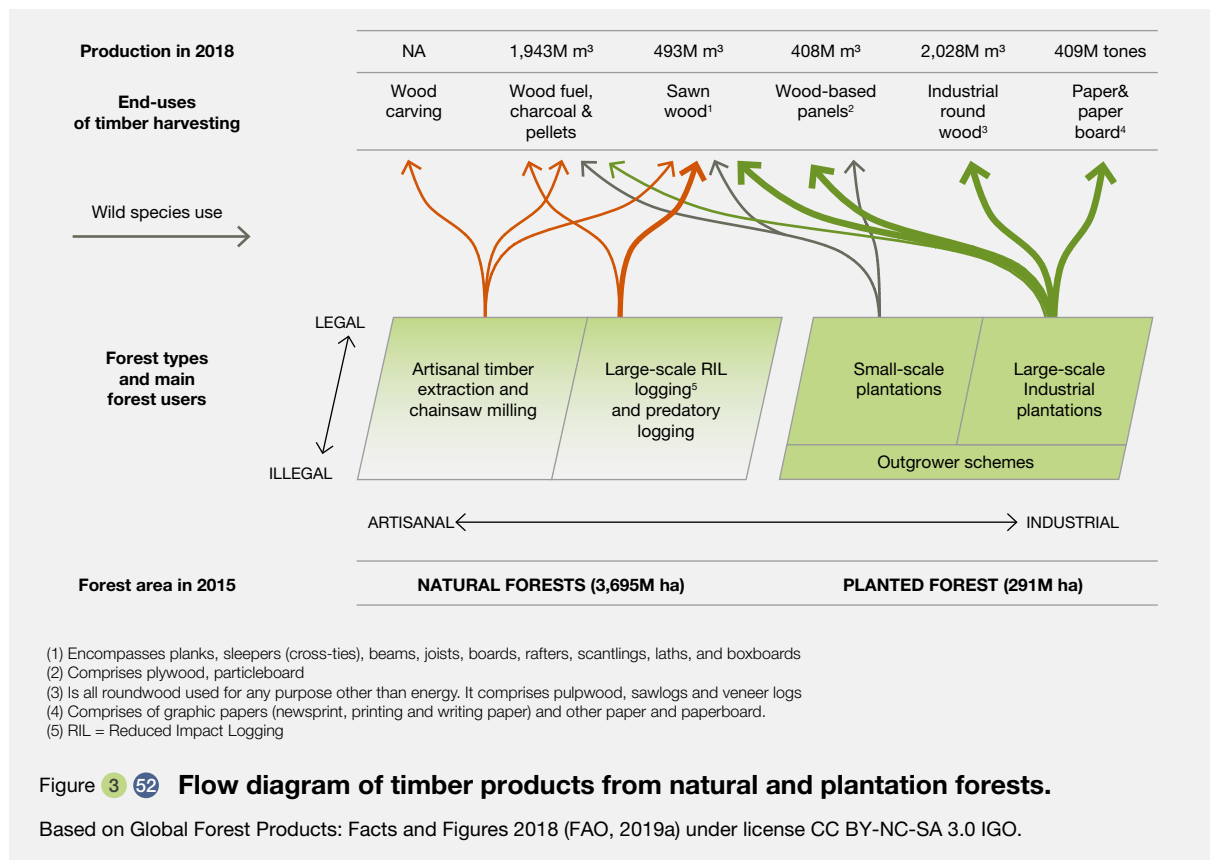 Production in 2018
NA
1,943M m³
493M m³
408M m³
2,028M m³
409M tones
End-uses
of timber harvesting
Wood
carving
Wood fuel,
charcoal &
pellets
Sawn
wood¹
Wood-based
panels²
Industrial
round
wood³
Paper&
paper
board⁴
Wild species use
LEGAL
ILLEGAL
Forest types
and main
forest users
Artisanal timber
extraction and
chainsaw milling
Large-scale RIL
logging⁵
and predatory
logging
Small-scale
plantations
Large-scale
Industrial
plantations
Outgrower schemes
ARTISANAL
INDUSTRIAL
Forest area in 2015
NATURAL FORESTS (3,695M ha)
PLANTED FOREST (291M ha)
(1) Encompasses planks, sleepers (cross-ties), beams, joists, boards, rafters, scantlings, laths, and boxboards
(2) Comprises plywood, particleboard
(3) Is all roundwood used for any purpose other than energy. It comprises pulpwood, sawlogs and veneer logs
(4) Comprises of graphic papers (newsprint, printing and writing paper) and other paper and paperboard.
(5) RIL = Reduced Impact Logging
Figure 3 52 Flow diagram of timber products from natural and plantation forests.
Based on Global Forest Products: Facts and Figures 2018 (FAO, 2019a) under license CC BY-NC-SA 3.0 IGO.